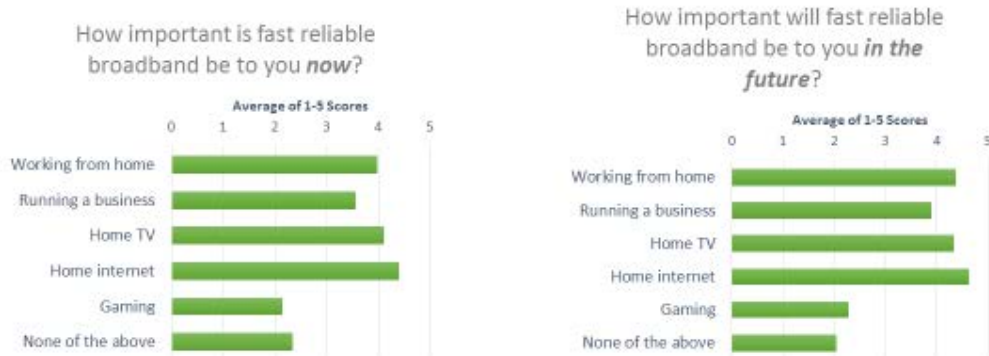 How important is fast reliable
broadband be to you now?
Average of 1-5 Scores
0 1 2 3 4 5
Working from home
Running a business
Home TV
Home internet
Gaming
None of the above
How important will fast reliable
broadband be to you in the
future?
Average of 1-5 Scores
0 1 2 3 4 5
Working from home
Running a business
Home TV
Home internet
Gaming
None of the above